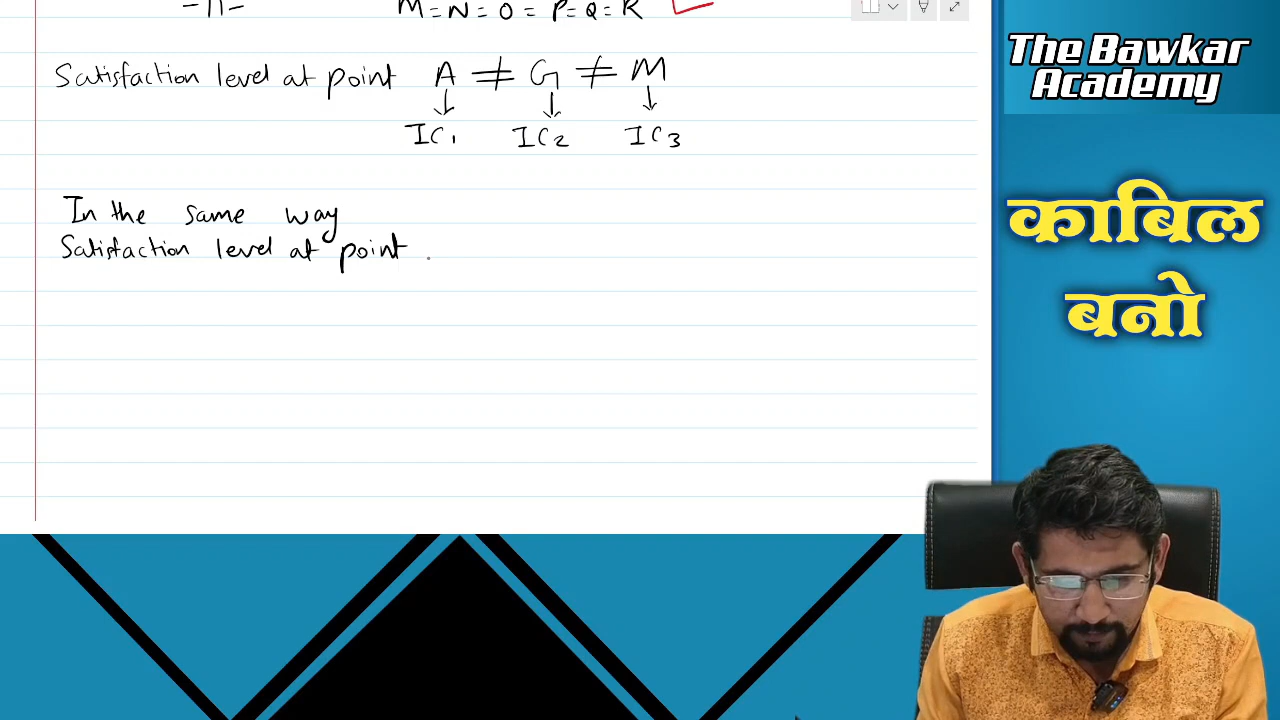 -11-
M = N = O = P = Q = R
Satisfaction level at point A ≠ G ≠ M
↓ ↓ ↓
IC1 IC2 IC3
In the same way
Satisfaction level at point
The Bawkar
Academy
काबिल
बनो